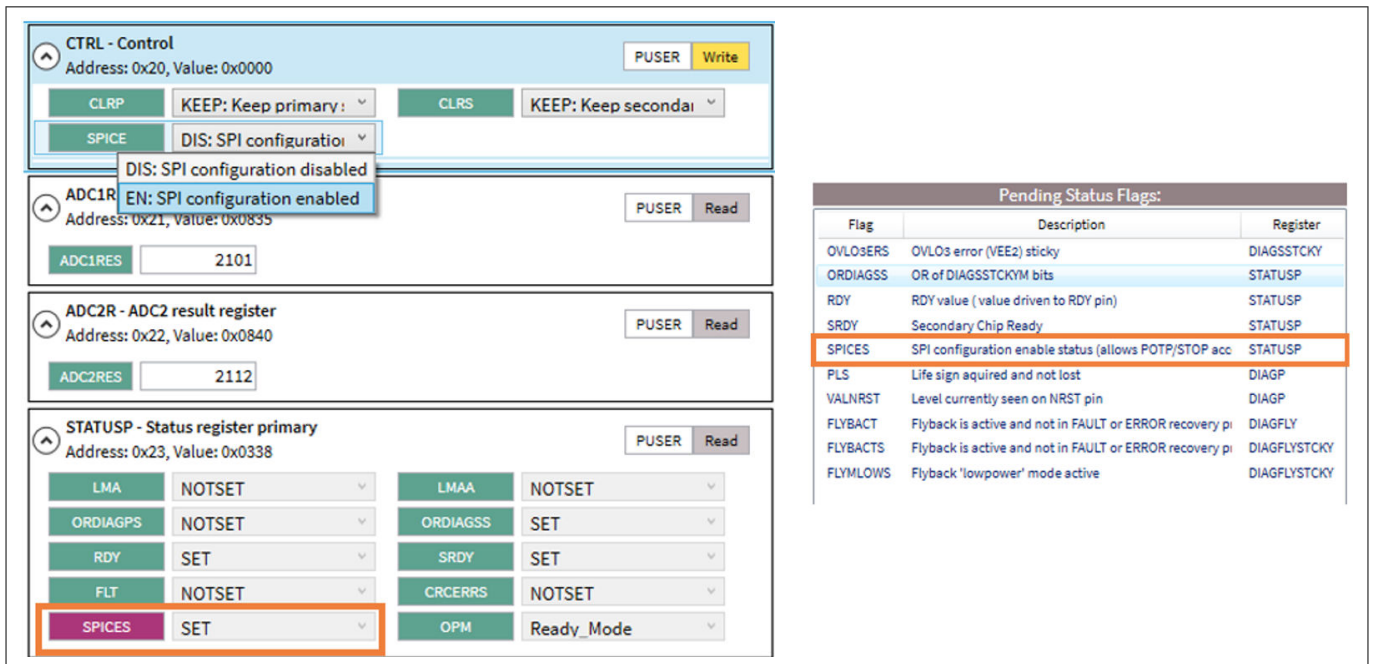 CTRL - Control
Address: 0x20, Value: 0x0000
PUSER Write
CLRP KEEP: Keep primary
CLRS KEEP: Keep secondar
SPICE DIS: SPI configuration
DIS: SPI configuration disabled
EN: SPI configuration enabled
ADC1R
Address: 0x21, Value: 0x0835
PUSER Read
ADC1RES 2101
ADC2R - ADC2 result register
Address: 0x22, Value: 0x0840
PUSER Read
ADC2RES 2112
STATUSP - Status register primary
Address: 0x23, Value: 0x0338
PUSER Read
LMA NOTSET LMAA NOTSET
ORDIAGPS NOTSET ORDIAGSS SET
RDY SET SRDY SET
FLT NOTSET CRCERRS NOTSET
SPICES SET OPM Ready_Mode
Pending Status Flags:
Flag Description Register
OVLO3ERS OVLO3 error (VEE2) sticky DIAGSSTCKY
ORDIAGSS OR of DIAGSSTCKYM bits STATUSP
RDY RDY value ( value driven to RDY pin) STATUSP
SRDY Secondary Chip Ready STATUSP
SPICES SPI configuration enable status (allows POTP/STOP acc STATUSP
PLS Life sign aquired and not lost DIAGP
VALNRST Level currently seen on NRST pin DIAGP
FLYBACT Flyback is active and not in FAULT or ERROR recovery p DIAGFLY
FLYBACTS Flyback is active and not in FAULT or ERROR recovery p DIAGFLYSTCKY
FLYMLOWS Flyback 'lowpower' mode active DIAGFLYSTCKY